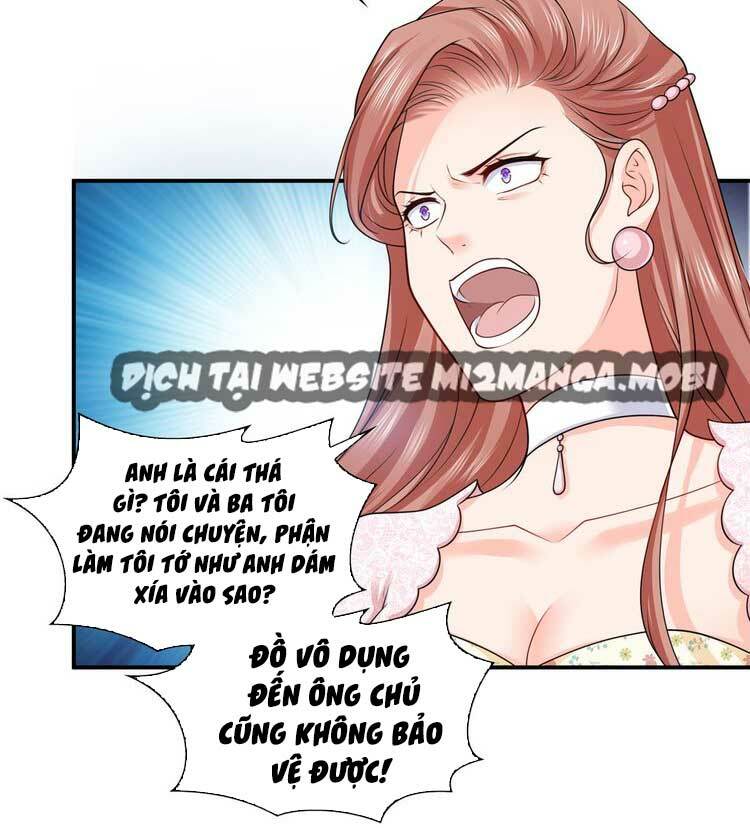 DỊCH TẠI WEBSITE MI2MANGA.MOBI
ANH LÀ CÁI THÁ
GÌ? TÔI VÀ BA TÔI
ĐANG NÓI CHUYỆN, PHẬN
LÀM TÔI TỚ NHƯ ANH DÁM
XÍA VÀO SAO?
ĐỒ VÔ DỤNG
ĐẾN ÔNG CHỦ
CŨNG KHÔNG BẢO
VỆ ĐƯỢC!